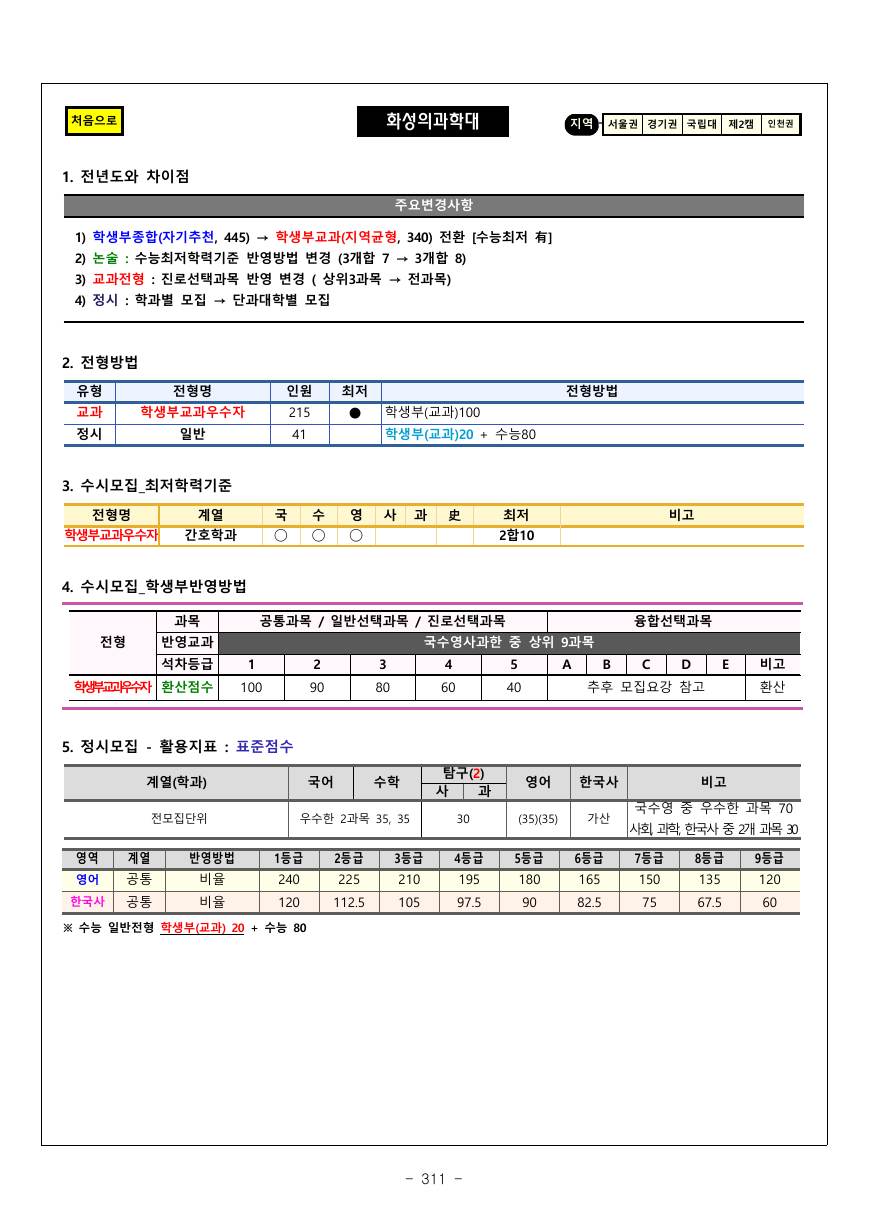 처음으로
화성의과학대
지역 서울권 경기권 국립대 제2캠 인천권
1. 전년도와 차이점
주요변경사항
1) 학생부종합(자기추천, 445) → 학생부교과(지역균형, 340) 전환 [수능최저 有]
2) 논술 : 수능최저학력기준 반영방법 변경 (3개합 7 → 3개합 8)
3) 교과전형 : 진로선택과목 반영 변경 ( 상위3과목 → 전과목)
4) 정시 : 학과별 모집 → 단과대학별 모집
2. 전형방법
유형 전형명 인원 최저 전형방법
교과 학생부교과우수자 215 ● 학생부(교과)100
정시 일반 41 학생부(교과)20 + 수능80
3. 수시모집_최저학력기준
전형명 계열 국 수 영 사 과 史 최저 비고
학생부교과우수자 간호학과 ○ ○ ○ 2합10
4. 수시모집_학생부반영방법
과목 공통과목 / 일반선택과목 / 진로선택과목 융합선택과목
전형 반영교과 국수영사과한 중 상위 9과목
석차등급 1 2 3 4 5 A B C D E 비고
학생부교과우수자 환산점수 100 90 80 60 40 추후 모집요강 참고 환산
5. 정시모집 - 활용지표 : 표준점수
계열(학과) 국어 수학 탐구(2) 영어 한국사 비고
사 과
전모집단위 우수한 2과목 35, 35 30 (35)(35) 가산 국수영 중 우수한 과목 70
사회, 과학, 한국사 중 2개 과목 30
영역 계열 반영방법 1등급 2등급 3등급 4등급 5등급 6등급 7등급 8등급 9등급
영어 공통 비율 240 225 210 195 180 165 150 135 120
한국사 공통 비율 120 112.5 105 97.5 90 82.5 75 67.5 60
※ 수능 일반전형 학생부(교과) 20 + 수능 80
- 311 -